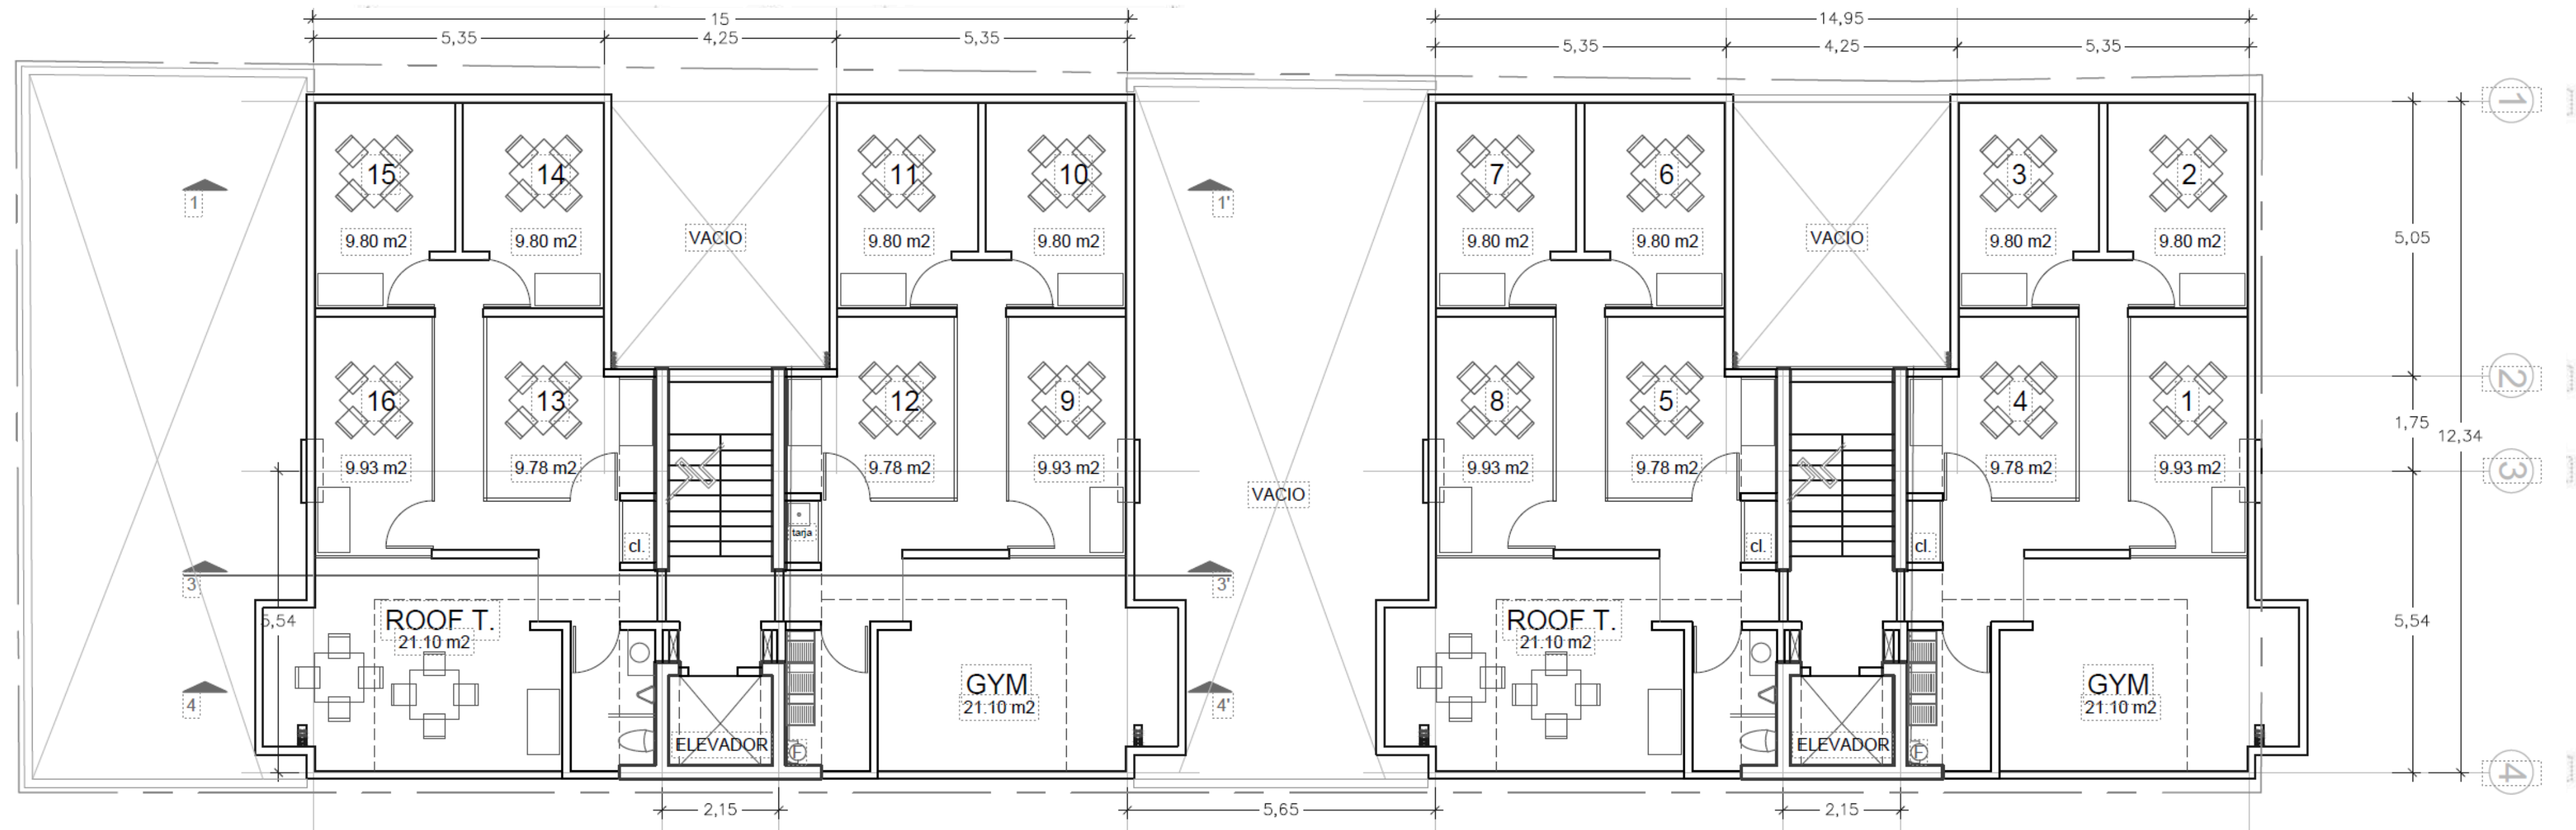 15
14,95
5,35
4,25
5,35
5,35
4,25
5,35
1
15
14
11
10
7
6
3
2
1
1'
9.80 m2
9.80 m2
VACIO
9.80 m2
9.80 m2
9.80 m2
9.80 m2
VACIO
9.80 m2
9.80 m2
5,05
2
16
13
12
9
8
5
4
1
1,75
12,34
9.93 m2
9.78 m2
9.78 m2
9.93 m2
VACIO
9.93 m2
9.78 m2
9.78 m2
9.93 m2
3
cl.
tarja
cl.
cl.
3
3'
5,54
ROOF T.
21.10 m2
ROOF T.
21.10 m2
5,54
GYM
21.10 m2
GYM
21.10 m2
4
4'
ELEVADOR
F
ELEVADOR
F
4
2,15
5,65
2,15